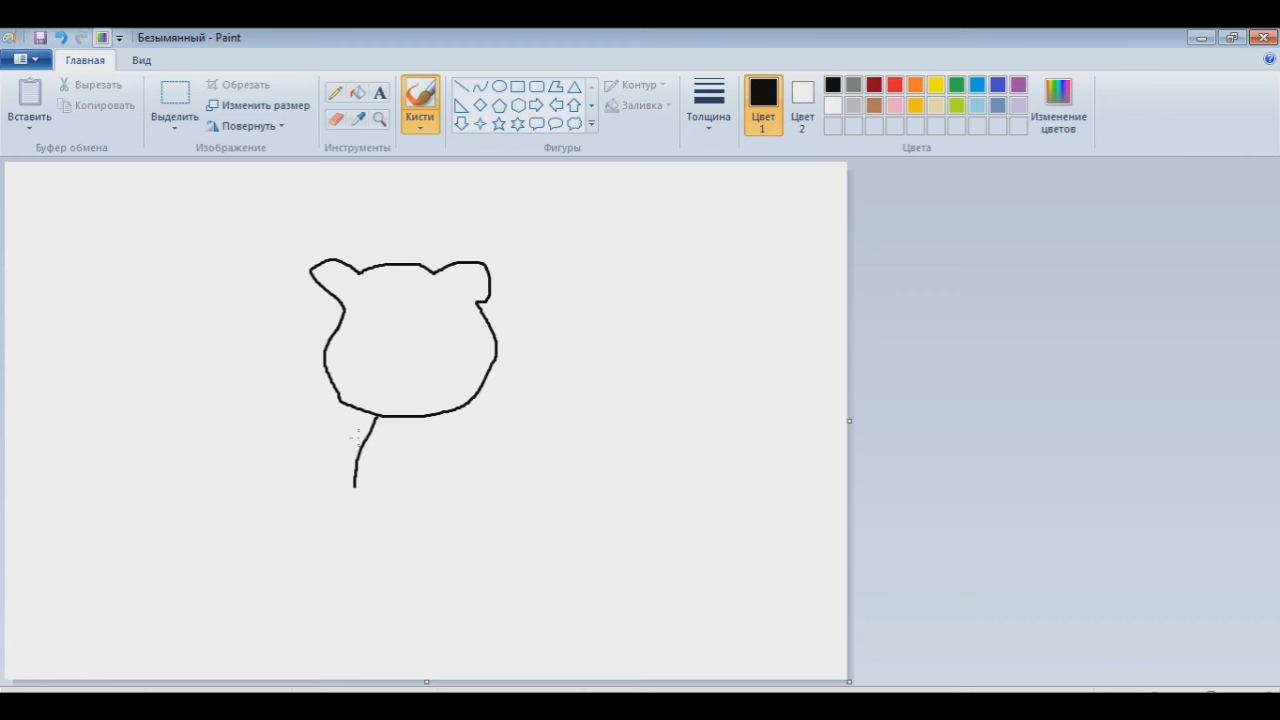 Безымянный - Paint
Главная Вид
Вставить
Вырезать
Копировать
Буфер обмена
Выделить
Обрезать
Изменить размер
Повернуть
Изображение
A
Инструменты
Кисти
Контур
Заливка
Фигуры
Толщина
Цвет 1
Цвет 2
Изменение цветов
Цвета